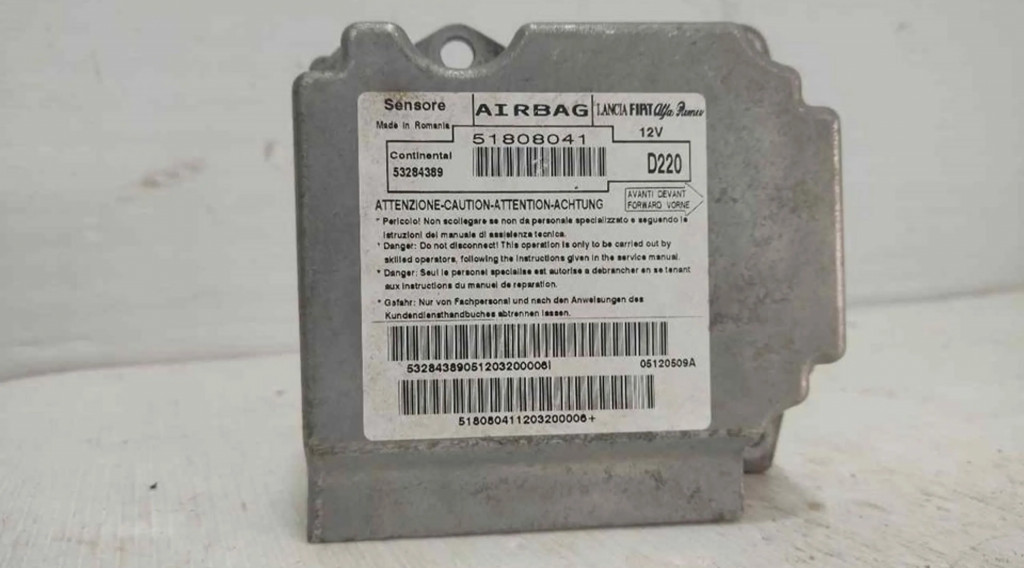 Sensore AIRBAG LANCIA FIAT Alfa Romeo
Made in Romania 12V
51808041
Continental
53284389 D220
AVANTI DEVANT
FORWARD VORNE
ATTENZIONE-CAUTION-ATTENTION-ACHTUNG
* Pericolo! Non scollegare se non da personale specializzato e seguendo le
istruzioni del manuale di assistenza tecnica.
* Danger: Do not disconnect! This operation is only to be carried out by
skilled operators, following the instructions given in the service manual.
* Danger: Seul le personel specialise est autorise a debrancher en se tenant
aux instructions du manuel de reparation.
* Gefahr: Nur von Fachpersonal und nach den Anweisungen des
Kundendiensthandbuches abtrennen lassen.
53284389051203200006I 05120509A
518080411203200006+